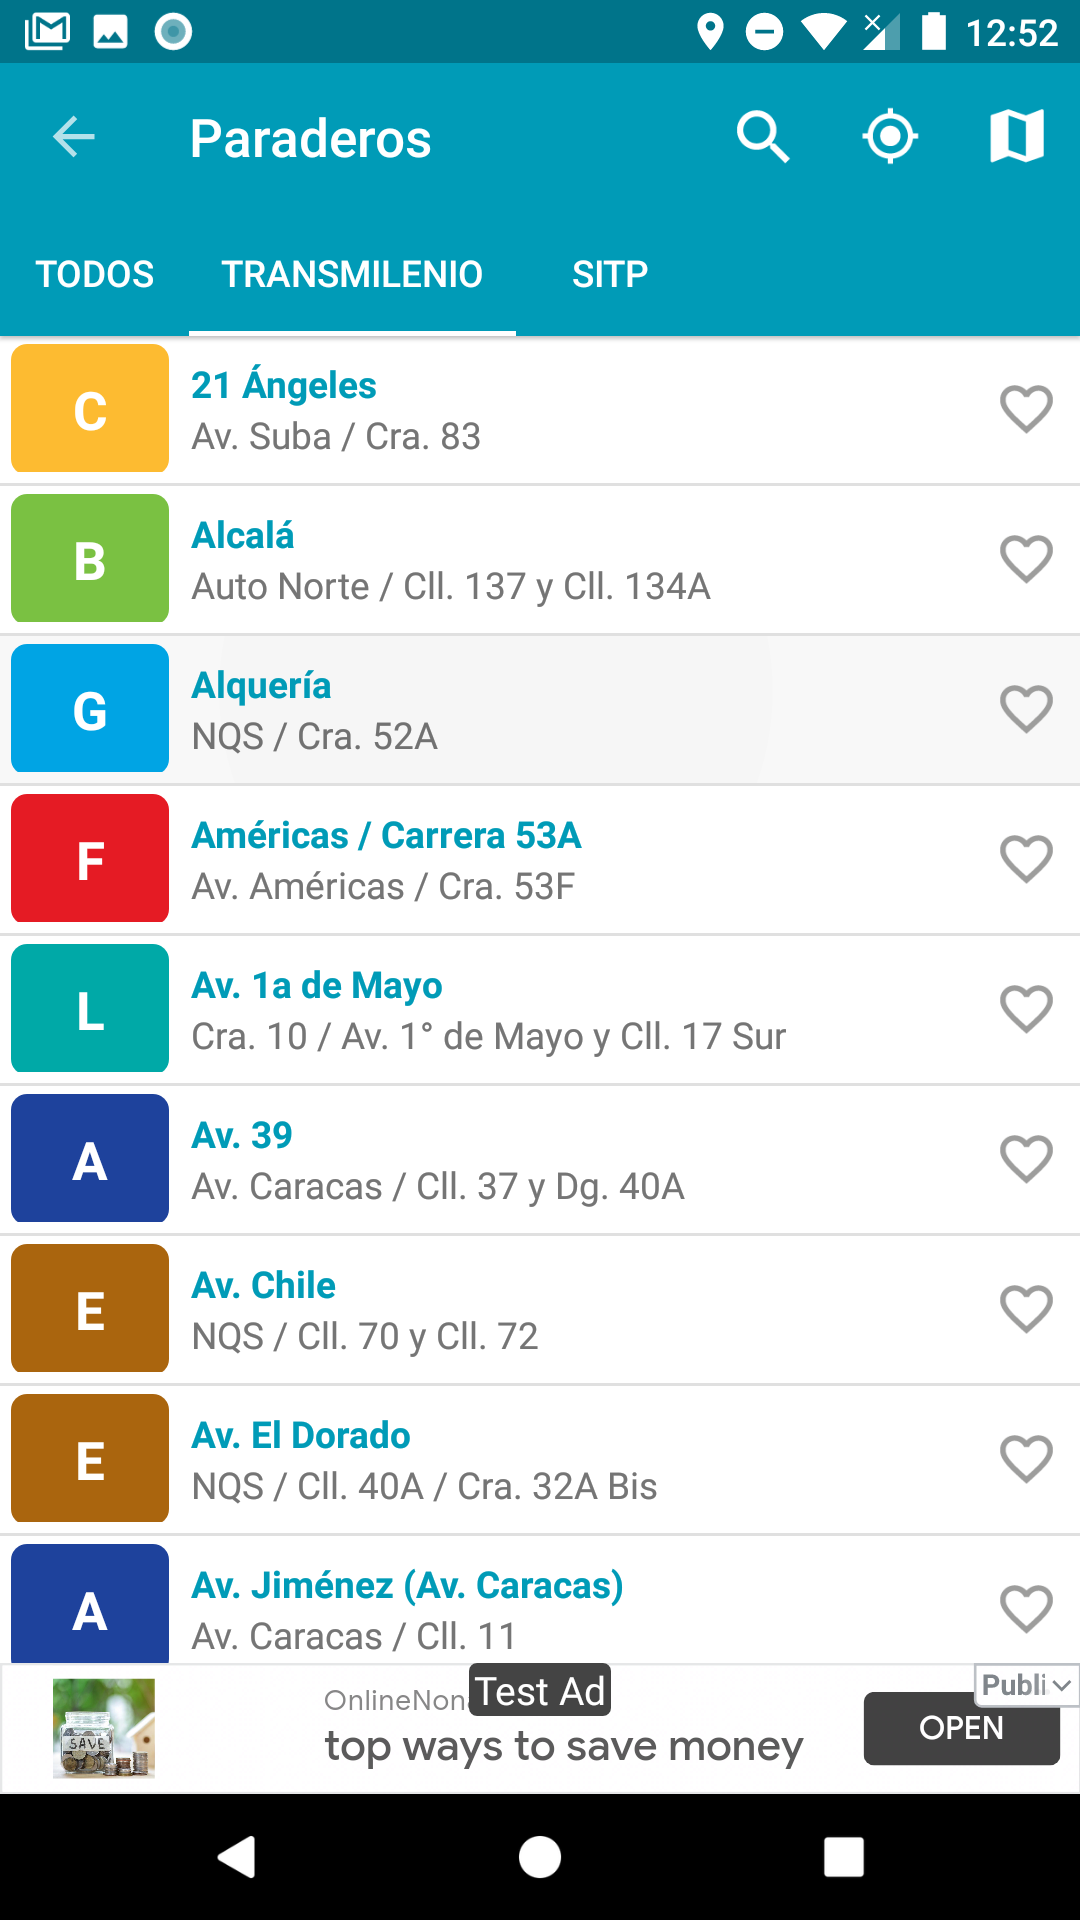 12:52
Paraderos
TODOS
TRANSMILENIO
SITP
C
21 Ángeles
Av. Suba / Cra. 83
B
Alcalá
Auto Norte / Cll. 137 y Cll. 134A
G
Alquería
NQS / Cra. 52A
F
Américas / Carrera 53A
Av. Américas / Cra. 53F
L
Av. 1a de Mayo
Cra. 10 / Av. 1° de Mayo y Cll. 17 Sur
A
Av. 39
Av. Caracas / Cll. 37 y Dg. 40A
E
Av. Chile
NQS / Cll. 70 y Cll. 72
E
Av. El Dorado
NQS / Cll. 40A / Cra. 32A Bis
A
Av. Jiménez (Av. Caracas)
Av. Caracas / Cll. 11
SAVE
Test Ad
top ways to save money
OPEN